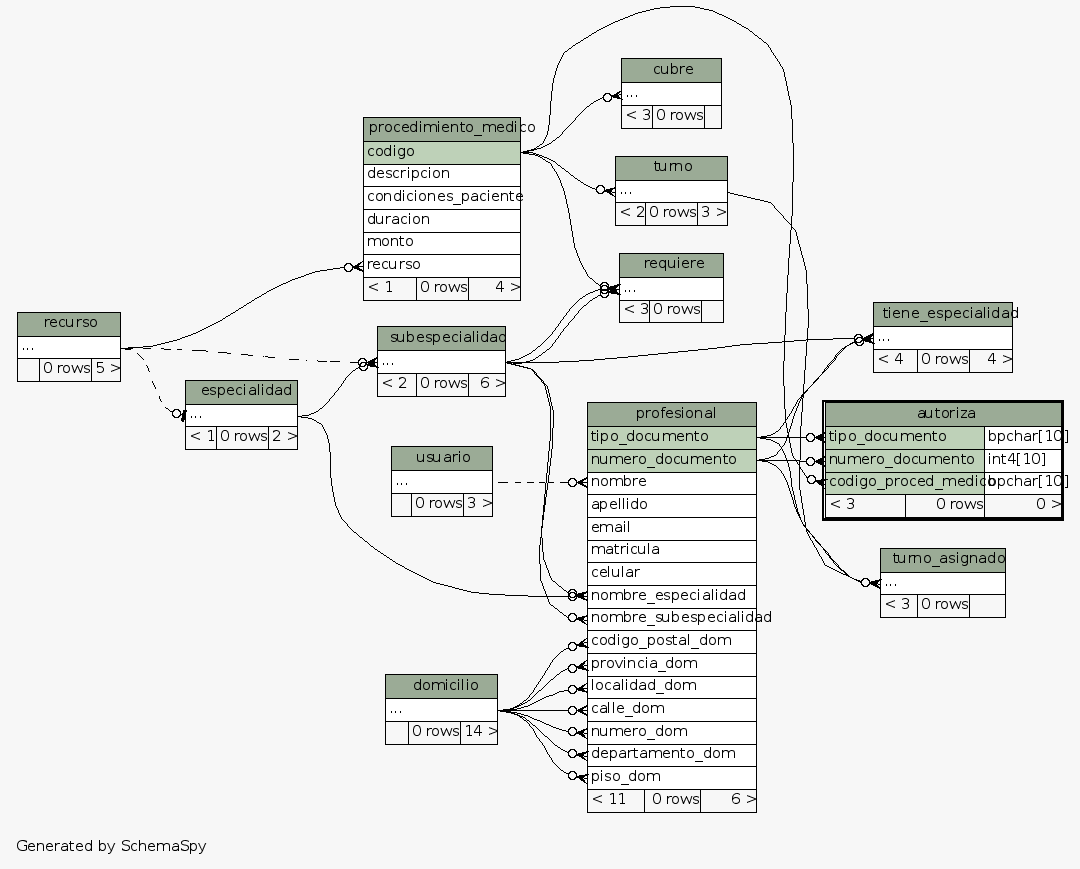 cubre
...
< 3 0 rows
procedimiento_medico
codigo
descripcion
condiciones_paciente
duracion
monto
recurso
< 1 0 rows 4 >
turno
...
< 2 0 rows 3 >
requiere
...
< 3 0 rows
recurso
...
0 rows 5 >
subespecialidad
...
< 2 0 rows 6 >
tiene_especialidad
...
< 4 0 rows 4 >
especialidad
...
< 1 0 rows 2 >
usuario
...
0 rows 3 >
profesional
tipo_documento
numero_documento
nombre
apellido
email
matricula
celular
nombre_especialidad
nombre_subespecialidad
codigo_postal_dom
provincia_dom
localidad_dom
calle_dom
numero_dom
departamento_dom
piso_dom
< 11 0 rows 6 >
autoriza
tipo_documento bpchar[10]
numero_documento int4[10]
codigo_proced_medico bpchar[10]
< 3 0 rows 0 >
turno_asignado
...
< 3 0 rows
domicilio
...
0 rows 14 >
Generated by SchemaSpy